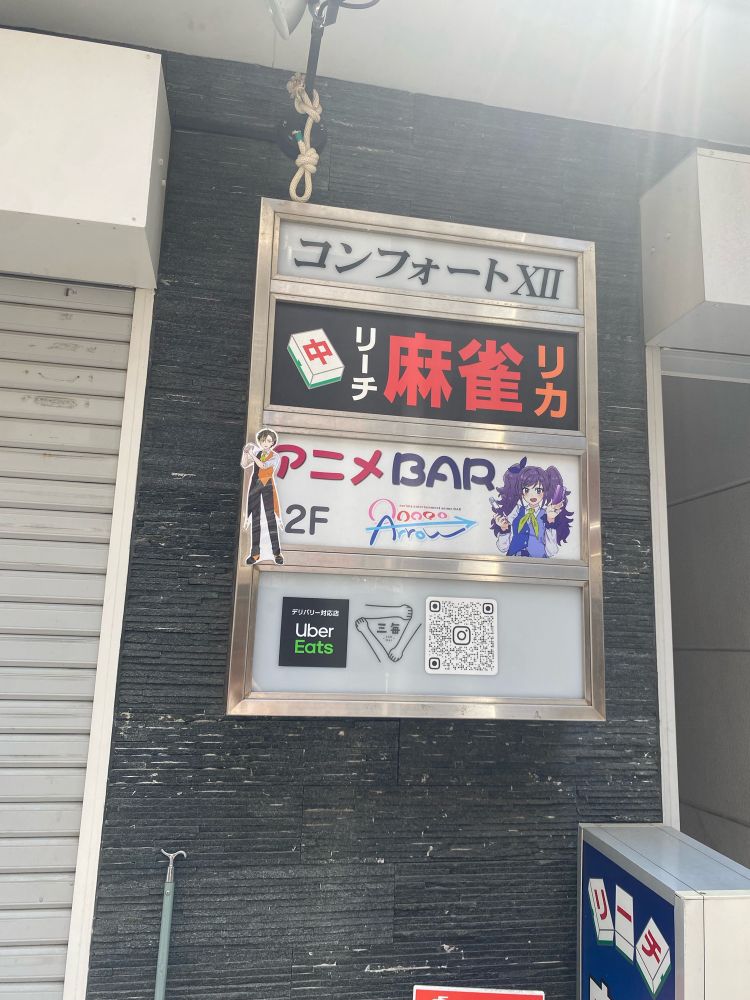 コンフォートXII
中
リーチ
麻雀
リカ
アニメBAR
2F
Arrow
デリバリー対応店
Uber
Eats
三毎
リーチ